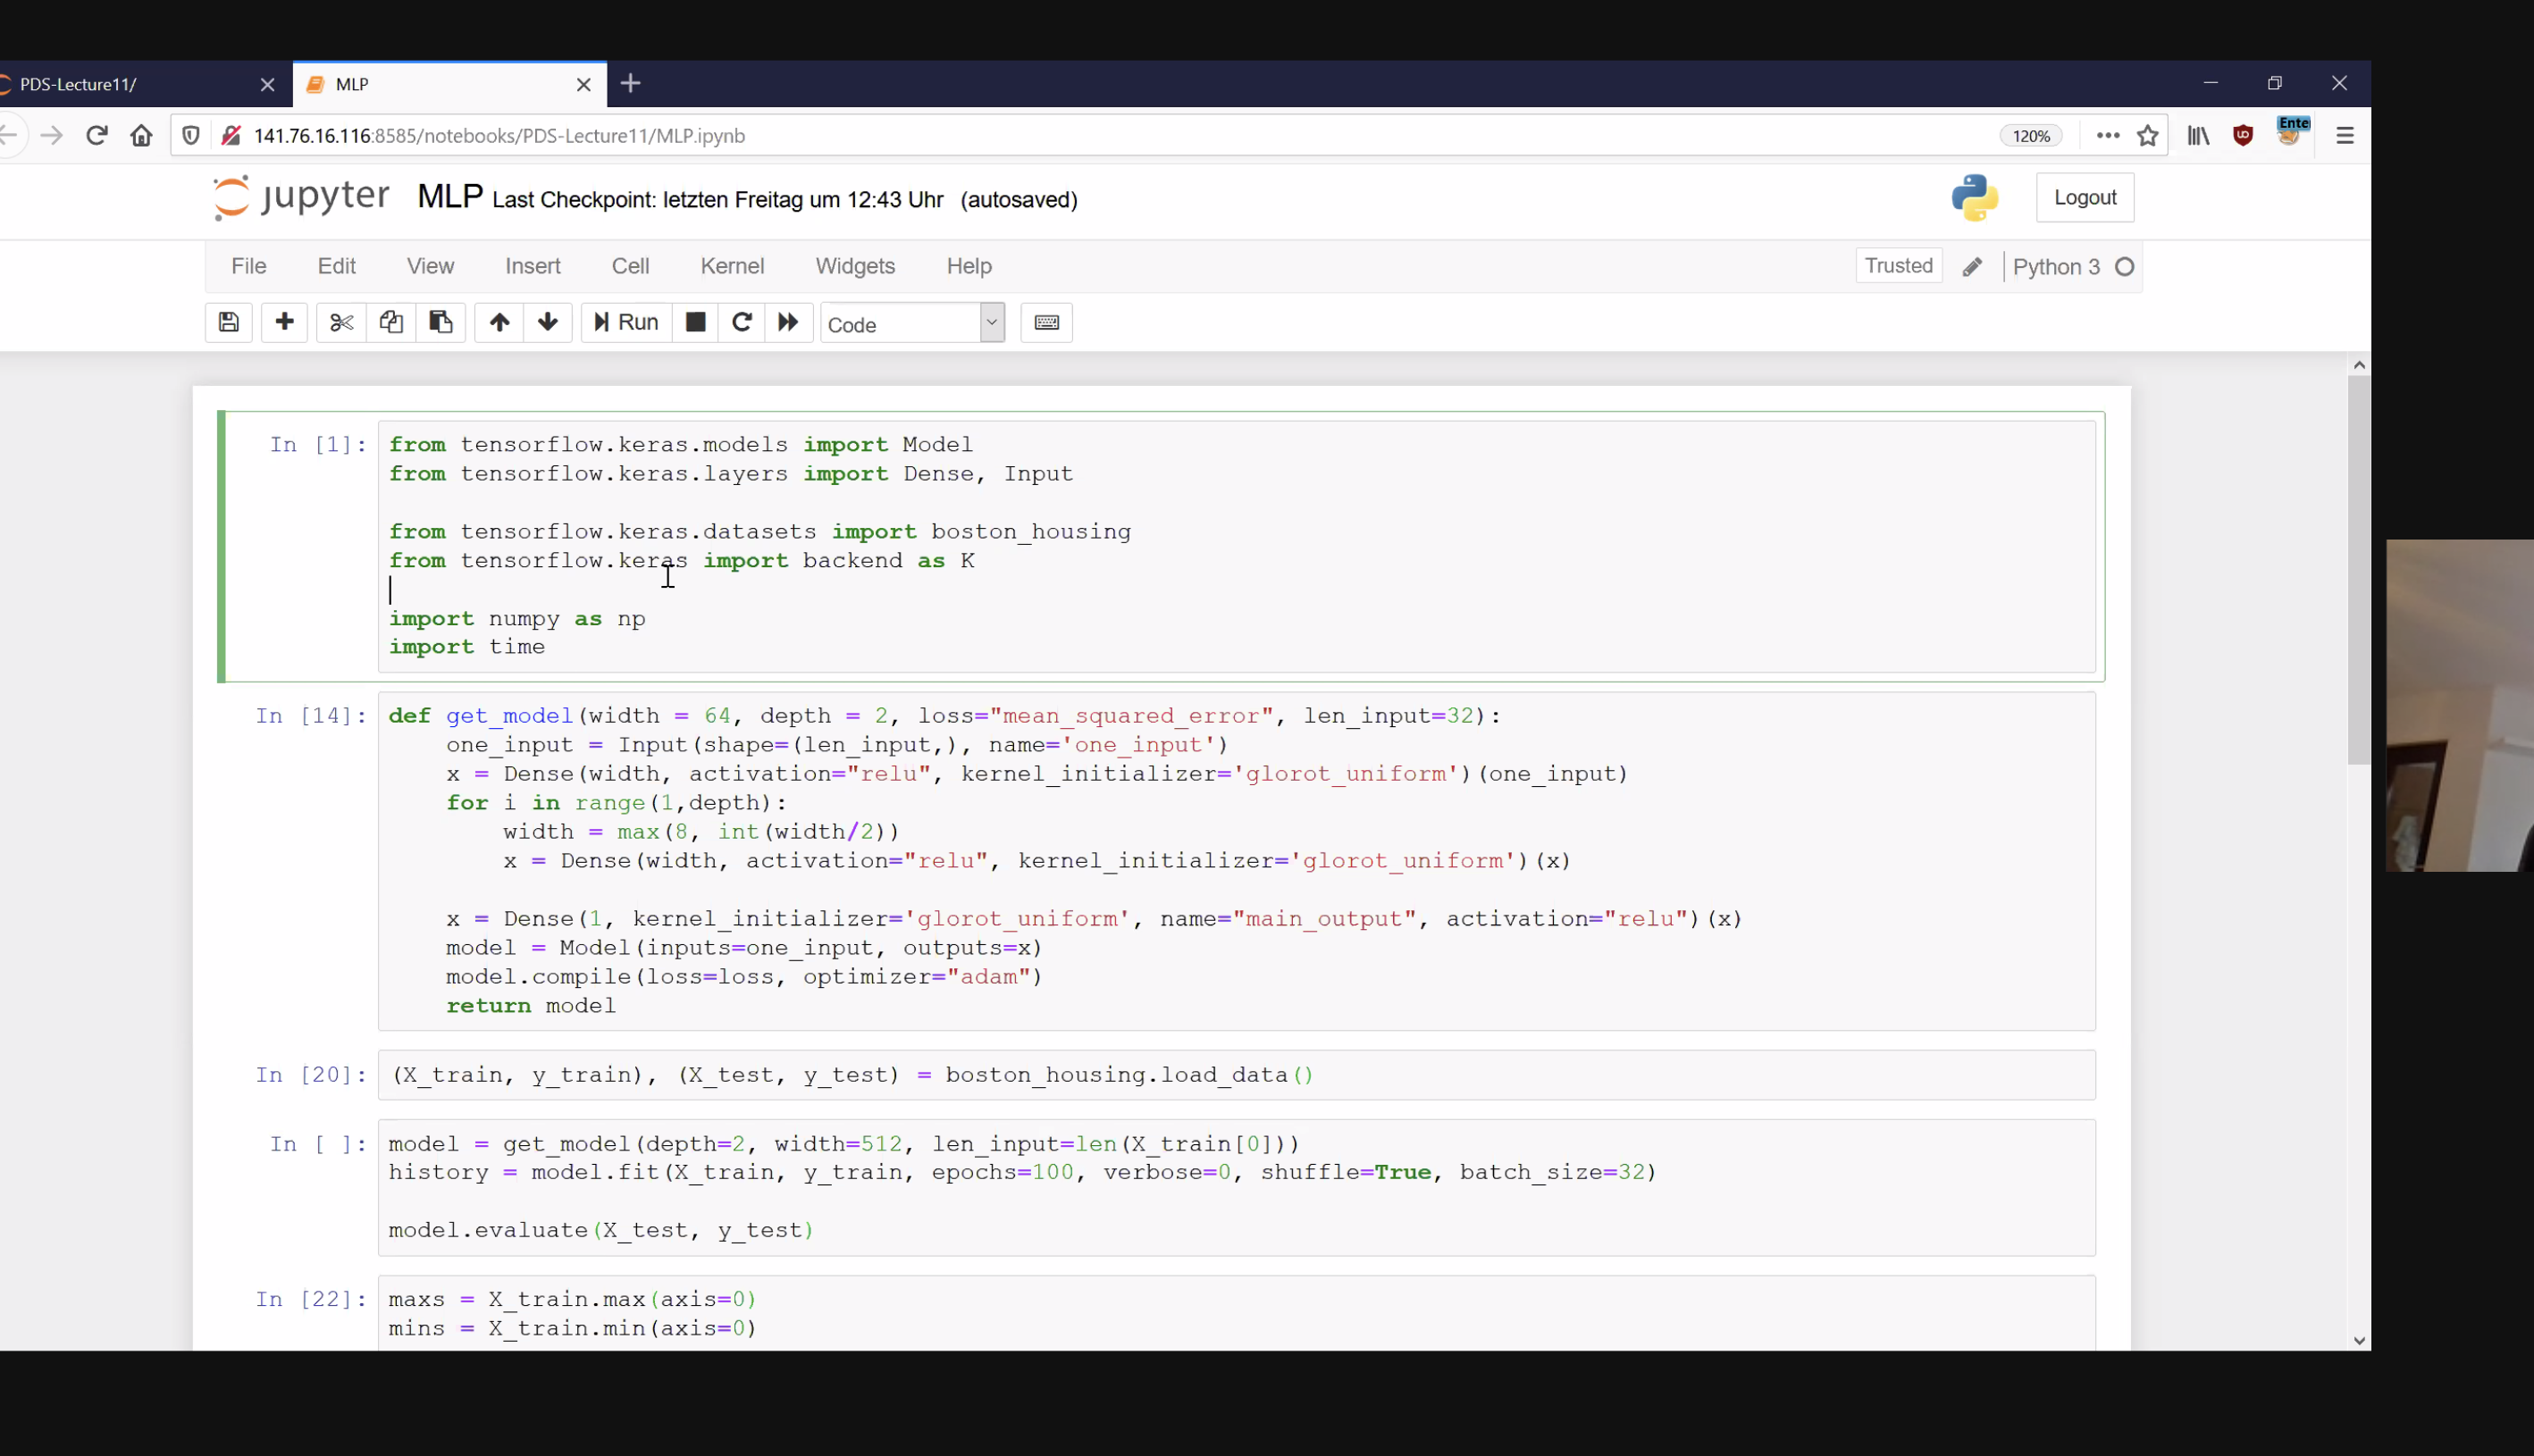 PDS-Lecture11/
MLP
141.76.16.116:8585/notebooks/PDS-Lecture11/MLP.ipynb
120%
Ente
jupyter MLP Last Checkpoint: letzten Freitag um 12:43 Uhr (autosaved)
Logout
File Edit View Insert Cell Kernel Widgets Help
Trusted
Python 3
Run
Code
In [1]: from tensorflow.keras.models import Model
from tensorflow.keras.layers import Dense, Input
from tensorflow.keras.datasets import boston_housing
from tensorflow.keras import backend as K
import numpy as np
import time
In [14]: def get_model(width = 64, depth = 2, loss="mean_squared_error", len_input=32):
one_input = Input(shape=(len_input,), name='one_input')
x = Dense(width, activation="relu", kernel_initializer='glorot_uniform')(one_input)
for i in range(1,depth):
width = max(8, int(width/2))
x = Dense(width, activation="relu", kernel_initializer='glorot_uniform')(x)
x = Dense(1, kernel_initializer='glorot_uniform', name="main_output", activation="relu")(x)
model = Model(inputs=one_input, outputs=x)
model.compile(loss=loss, optimizer="adam")
return model
In [20]: (X_train, y_train), (X_test, y_test) = boston_housing.load_data()
In [ ]: model = get_model(depth=2, width=512, len_input=len(X_train[0]))
history = model.fit(X_train, y_train, epochs=100, verbose=0, shuffle=True, batch_size=32)
model.evaluate(X_test, y_test)
In [22]: maxs = X_train.max(axis=0)
mins = X_train.min(axis=0)